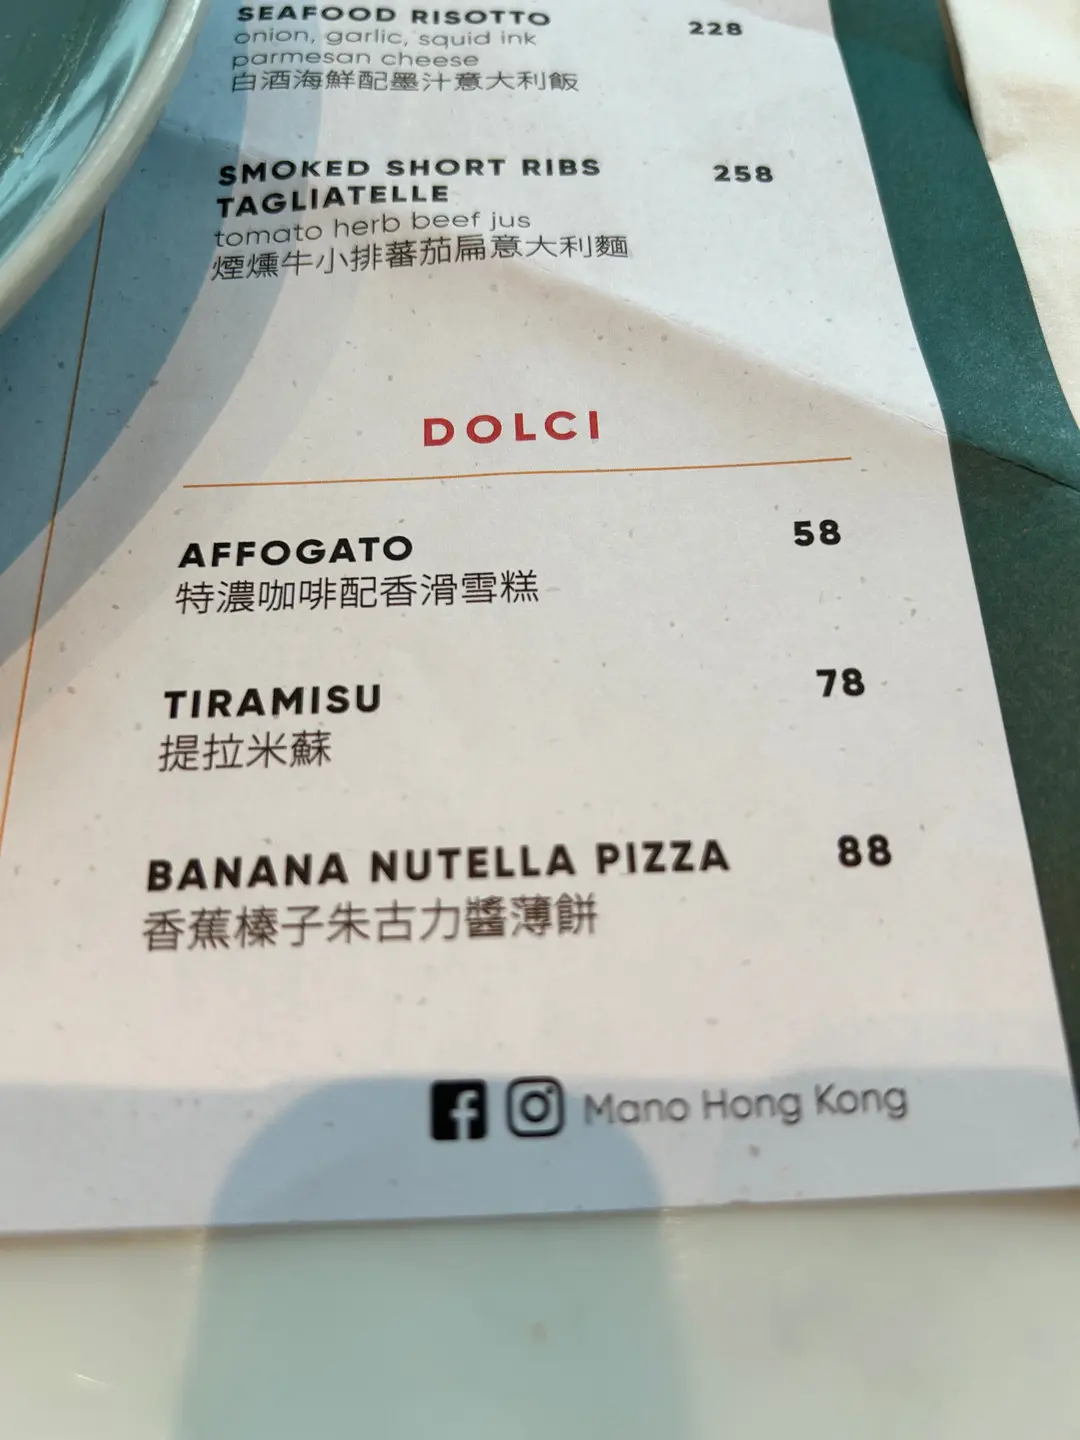 SEAFOOD RISOTTO 228
onion, garlic, squid ink
parmesan cheese
白酒海鮮配墨汁意大利飯
SMOKED SHORT RIBS 258
TAGLIATELLE
tomato herb beef jus
煙燻牛小排蕃茄扁意大利麵
DOLCI
AFFOGATO 58
特濃咖啡配香滑雪糕
TIRAMISU 78
提拉米蘇
BANANA NUTELLA PIZZA 88
香蕉榛子朱古力醬薄餅
Mano Hong Kong